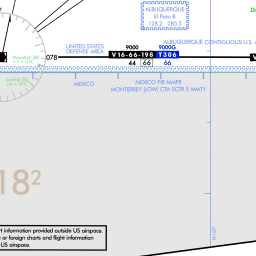 ALBUQUERQUE
El Paso B
128.2 285.5
ALBUQUERQUE CONTIGUOUS U.S.
UNITED STATES
DEFENSE AREA
9000
9000G
078
V 16-66-198
T306
44
66
66
MEXICO
MEXICO FIR MMFR
MONTERREY (LOW) CTA SCTR 5 MMTY
18²
information provided outside US airspace.
or foreign charts and flight information
US airspace.